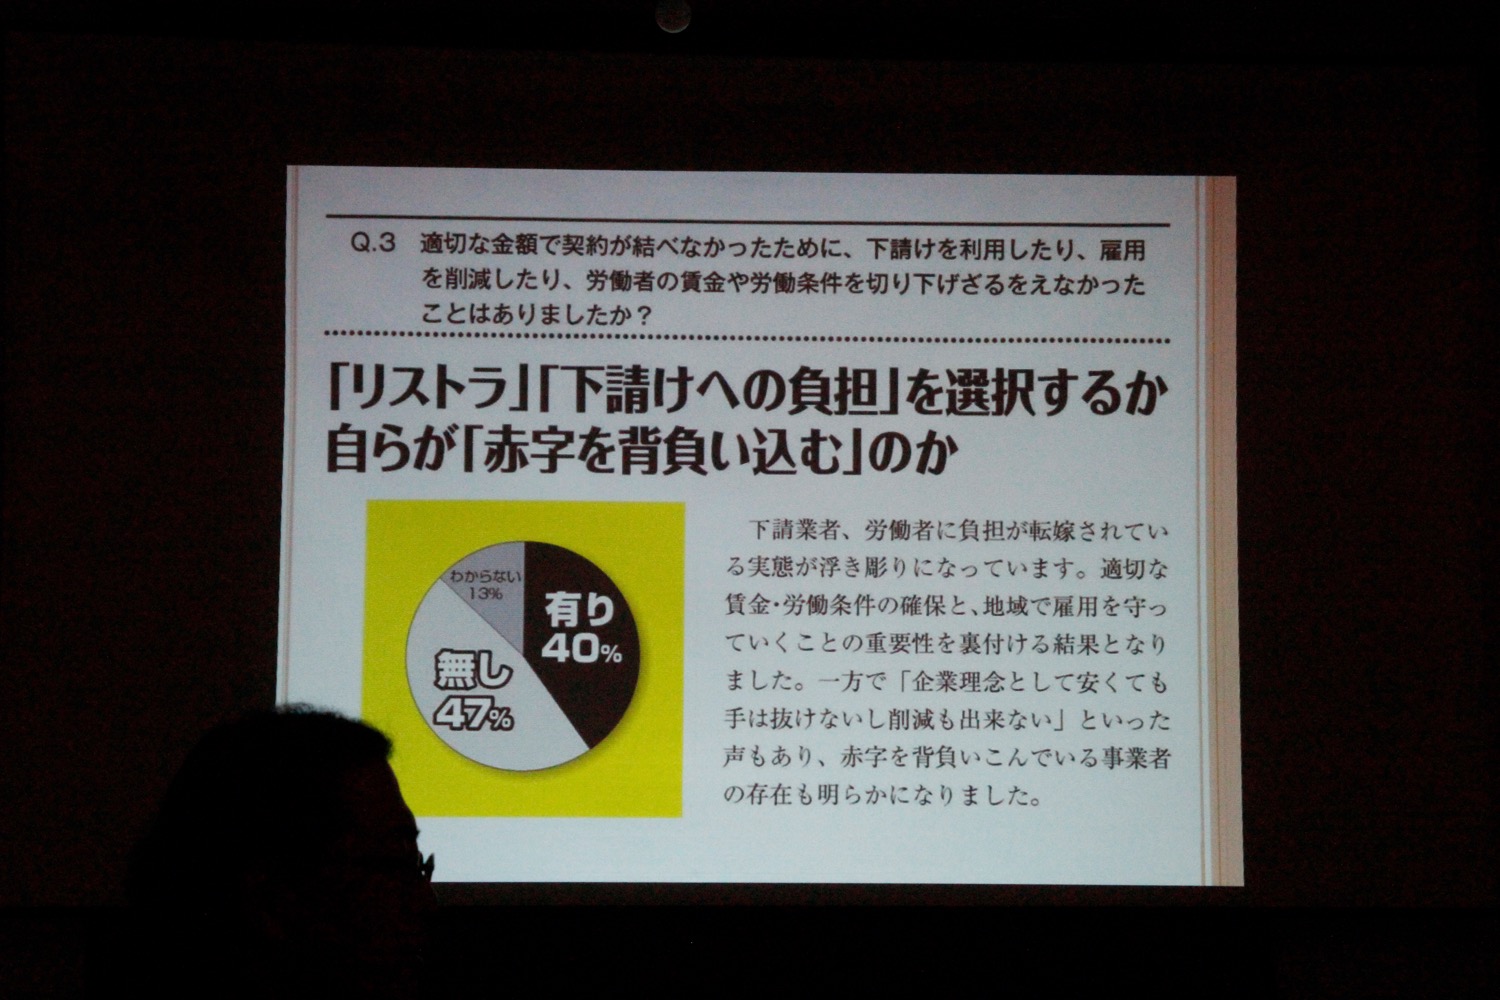 Q.3 適切な金額で契約が結べなかったために、下請けを利用したり、雇用
を削減したり、労働者の賃金や労働条件を切り下げざるをえなかった
ことはありましたか？
「リストラ」「下請けへの負担」を選択するか
自らが「赤字を背負い込む」のか
わからない
13%
有り
40%
無し
47%
下請業者、労働者に負担が転嫁されてい
る実態が浮き彫りになっています。適切な
賃金・労働条件の確保と、地域で雇用を守っ
ていくことの重要性を裏付ける結果となり
ました。一方で「企業理念として安くても
手は抜けないし削減も出来ない」といった
声もあり、赤字を背負いこんでいる事業者
の存在も明らかになりました。